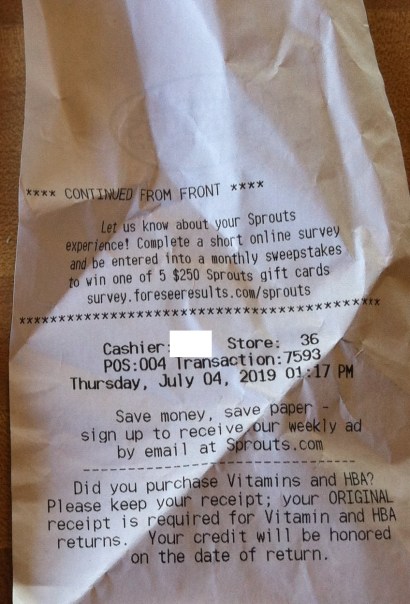 **** CONTINUED FROM FRONT ****
Let us know about your Sprouts
experience! Complete a short online survey
and be entered into a monthly sweepstakes
to win one of 5 $250 Sprouts gift cards
survey.foreseeresults.com/sprouts
******************************************
Cashier: Store: 36
POS:004 Transaction:7593
Thursday, July 04, 2019 01:17 PM
Save money, save paper -
sign up to receive our weekly ad
by email at Sprouts.com
--------------------------------
Did you purchase Vitamins and HBA?
Please keep your receipt; your ORIGINAL
receipt is required for Vitamin and HBA
returns. Your credit will be honored
on the date of return.